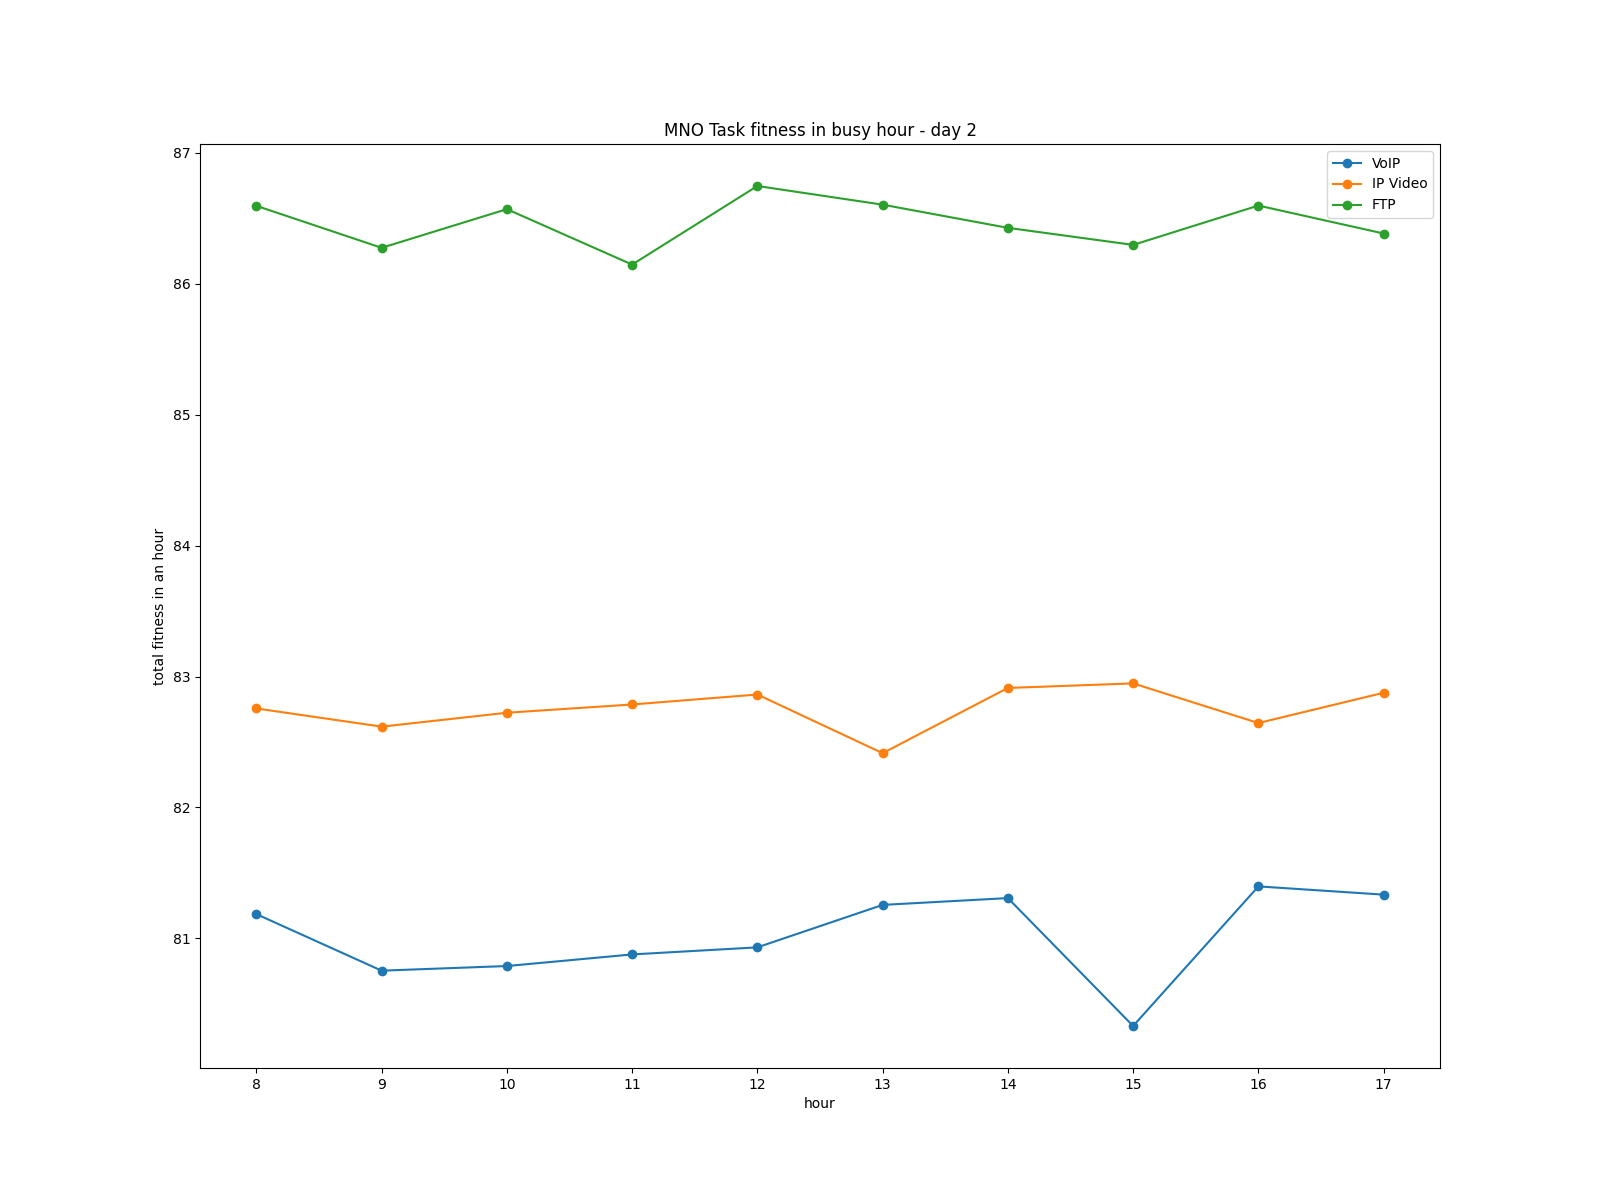 MNO Task fitness in busy hour - day 2
87
86
85
84
83
82
81
total fitness in an hour
VoIP
IP Video
FTP
8 9 10 11 12 13 14 15 16 17
hour